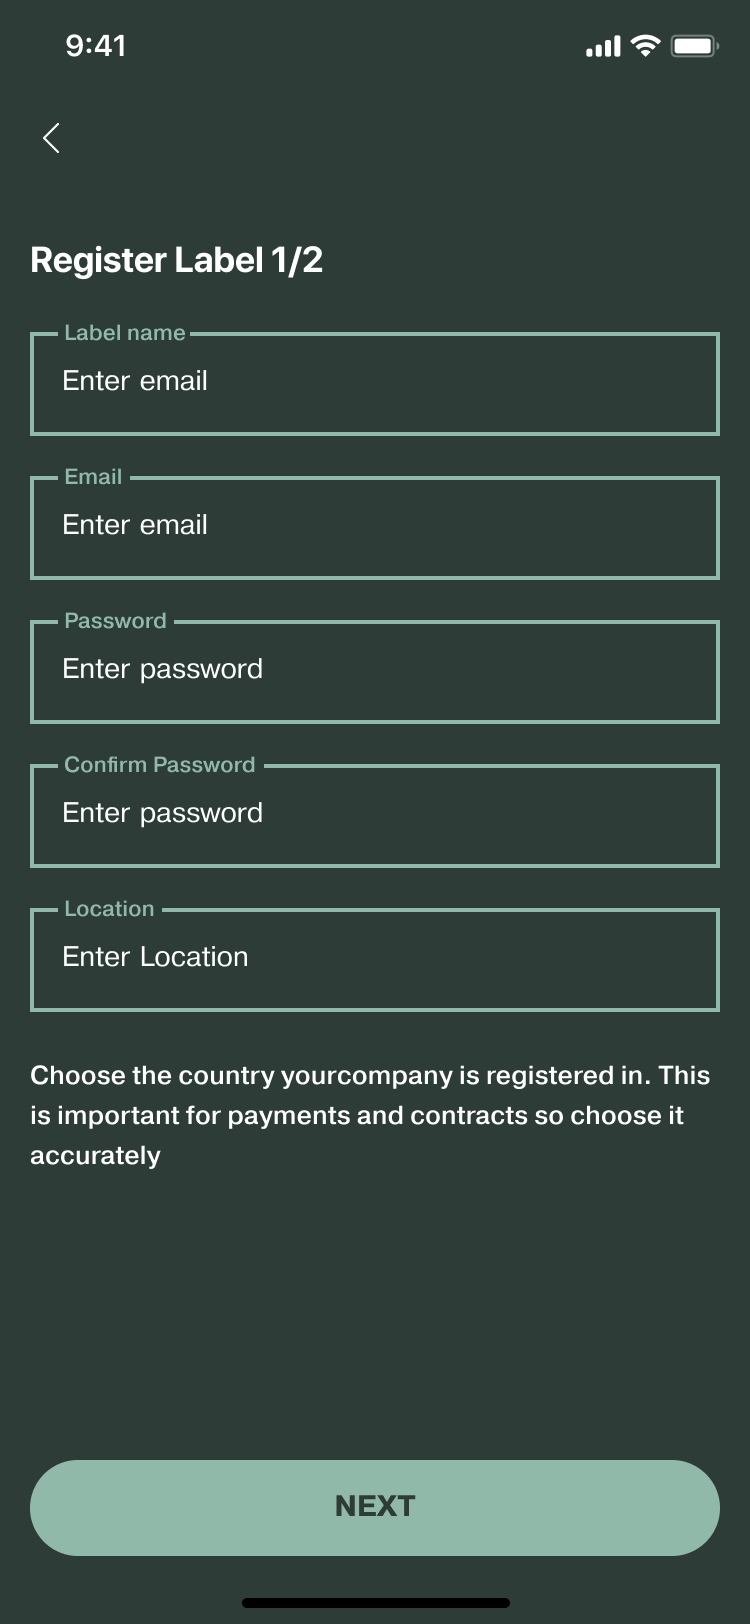 9:41
Register Label 1/2
Label name
Enter email
Email
Enter email
Password
Enter password
Confirm Password
Enter password
Location
Enter Location
Choose the country yourcompany is registered in. This
is important for payments and contracts so choose it
accurately
NEXT